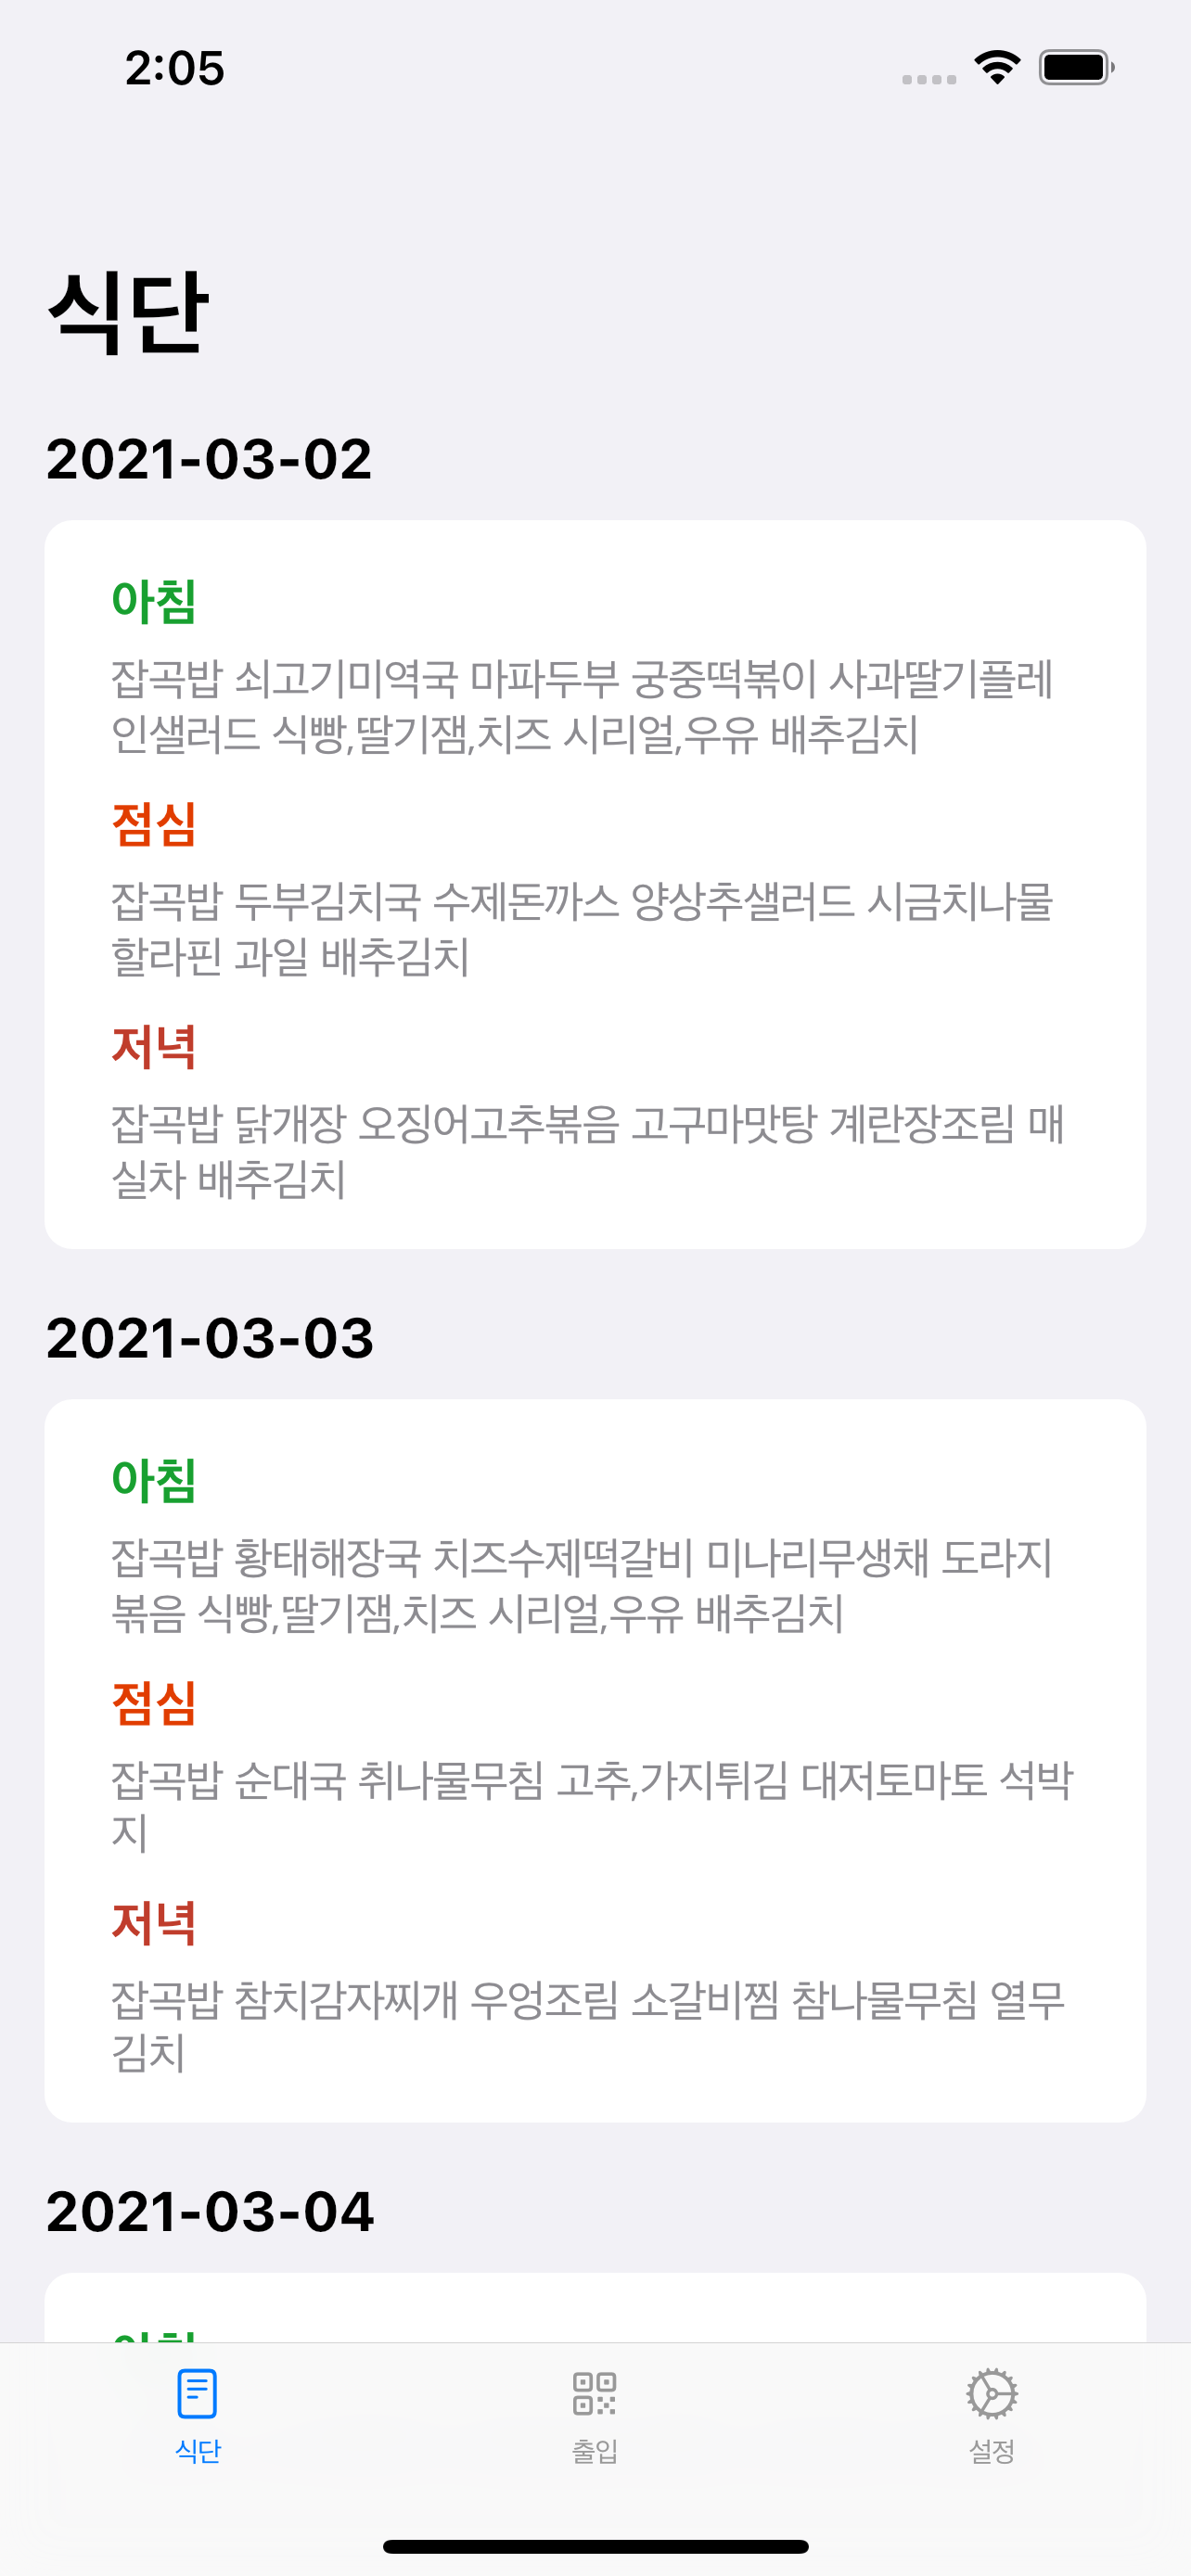 2:05
식단
2021-03-02
아침
잡곡밥 쇠고기미역국 마파두부 궁중떡볶이 사과딸기플레
인샐러드 식빵,딸기잼,치즈 시리얼,우유 배추김치
점심
잡곡밥 두부김치국 수제돈까스 양상추샐러드 시금치나물
할라핀 과일 배추김치
저녁
잡곡밥 닭개장 오징어고추볶음 고구마맛탕 계란장조림 매
실차 배추김치
2021-03-03
아침
잡곡밥 황태해장국 치즈수제떡갈비 미나리무생채 도라지
볶음 식빵,딸기잼,치즈 시리얼,우유 배추김치
점심
잡곡밥 순대국 취나물무침 고추,가지튀김 대저토마토 석박
지
저녁
잡곡밥 참치감자찌개 우엉조림 소갈비찜 참나물무침 열무
김치
2021-03-04
아침
식단
출입
설정